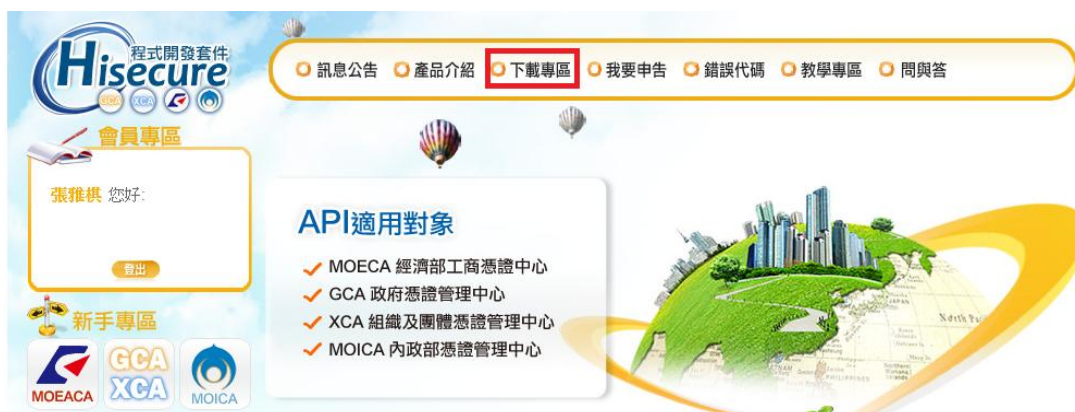 程式開發套件
Hisecure
GCA XCA
訊息公告 產品介紹 下載專區 我要申告 錯誤代碼 教學專區 問與答
會員專區
張雅棋 您好:
登出
API適用對象
MOECA 經濟部工商憑證中心
GCA 政府憑證管理中心
XCA 組織及團體憑證管理中心
MOICA 內政部憑證管理中心
新手專區
MOEACA
GCA
XCA
MOICA
JAPAN
North Pa
PHILIPPINES